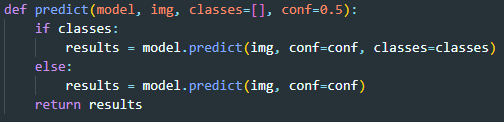 def predict(model, img, classes=[], conf=0.5):
    if classes:
        results = model.predict(img, conf=conf, classes=classes)
    else:
        results = model.predict(img, conf=conf)
    return results